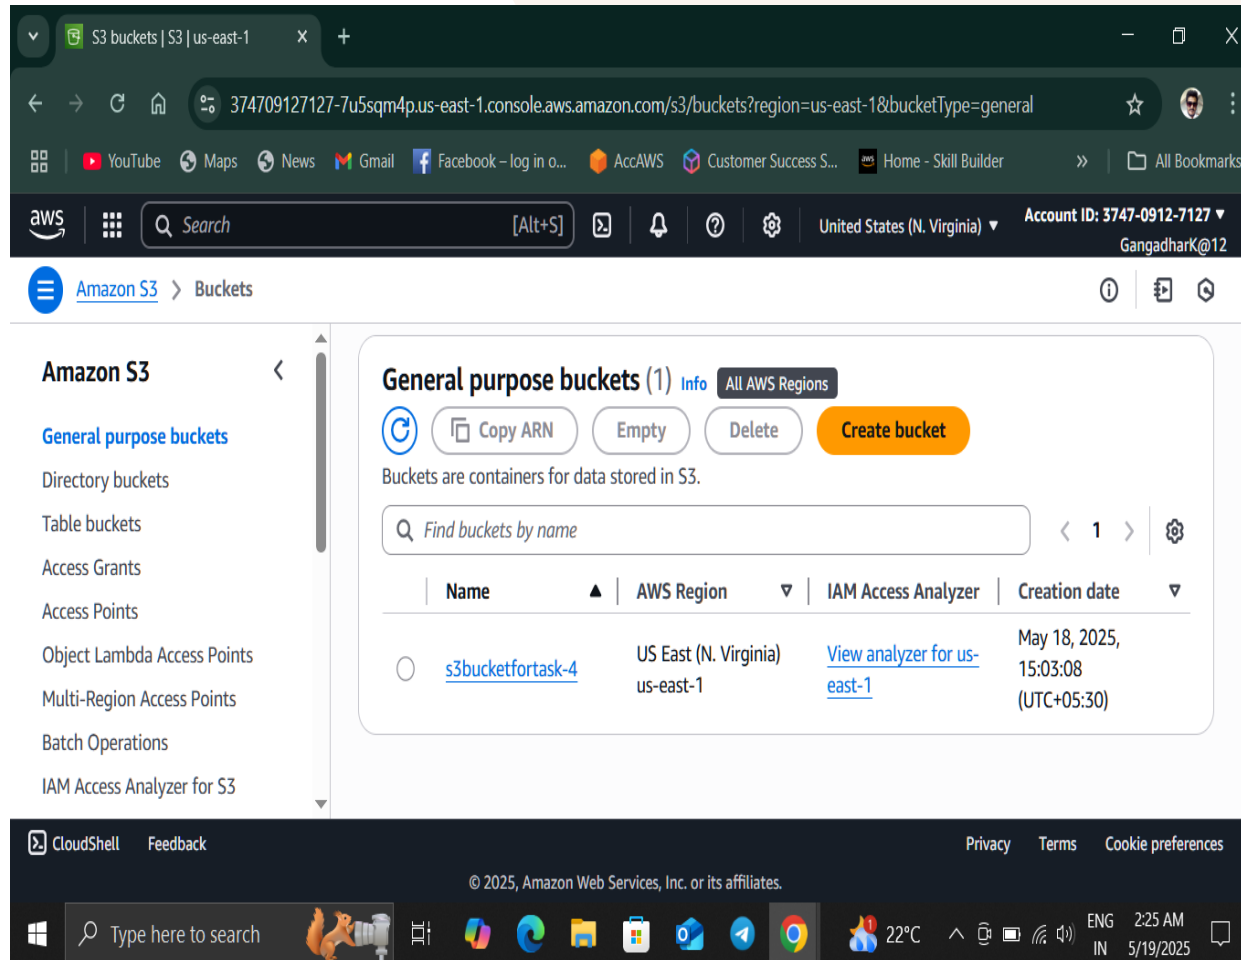 S3 buckets | S3 | us-east-1
374709127127-7u5sqm4p.us-east-1.console.aws.amazon.com/s3/buckets?region=us-east-1&bucketType=general
YouTube Maps News Gmail Facebook – log in o... AccAWS Customer Success S... aws Home - Skill Builder » All Bookmarks
aws Search [Alt+S] United States (N. Virginia) ▼ Account ID: 3747-0912-7127 ▼
GangadharK@12
Amazon S3 > Buckets
Amazon S3
General purpose buckets
Directory buckets
Table buckets
Access Grants
Access Points
Object Lambda Access Points
Multi-Region Access Points
Batch Operations
IAM Access Analyzer for S3
General purpose buckets (1) Info All AWS Regions
Copy ARN Empty Delete Create bucket
Buckets are containers for data stored in S3.
Find buckets by name 1
Name AWS Region IAM Access Analyzer Creation date
s3bucketfortask-4 US East (N. Virginia) us-east-1 View analyzer for us-east-1 May 18, 2025, 15:03:08 (UTC+05:30)
CloudShell Feedback Privacy Terms Cookie preferences
© 2025, Amazon Web Services, Inc. or its affiliates.
Type here to search 1 22°C ENG 2:25 AM
IN 5/19/2025